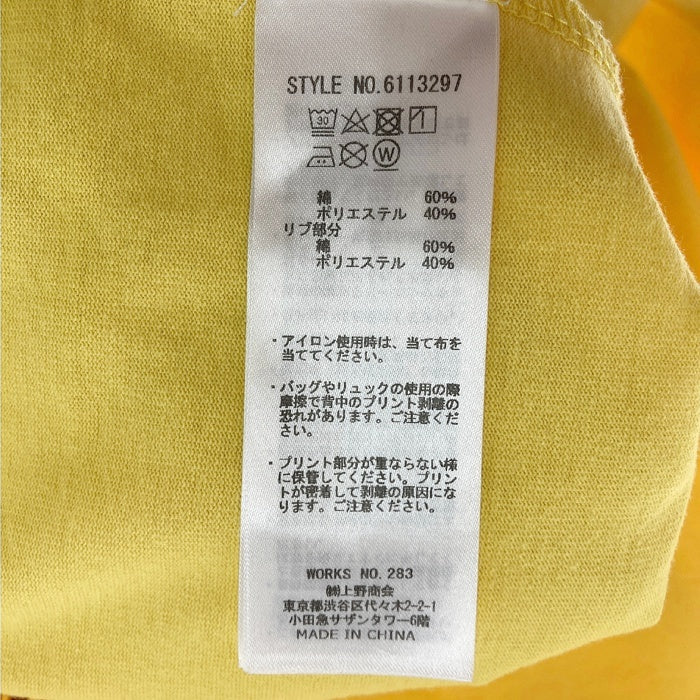 STYLE NO.6113297
30
W
綿 60%
ポリエステル 40%
リブ部分
綿 60%
ポリエステル 40%
・アイロン使用時は、当て布を
当ててください。
・バッグやリュックの使用の際
摩擦で背中のプリント剥離の
恐れがあります。ご注意くだ
さい。
・プリント部分が重ならない様
に保管してください。プリン
トが密着して剥離の原因にな
ります。ご注意ください。
WORKS NO.283
㈱上野商会
東京都渋谷区代々木2-2-1
小田急サザンタワー6階
MADE IN CHINA